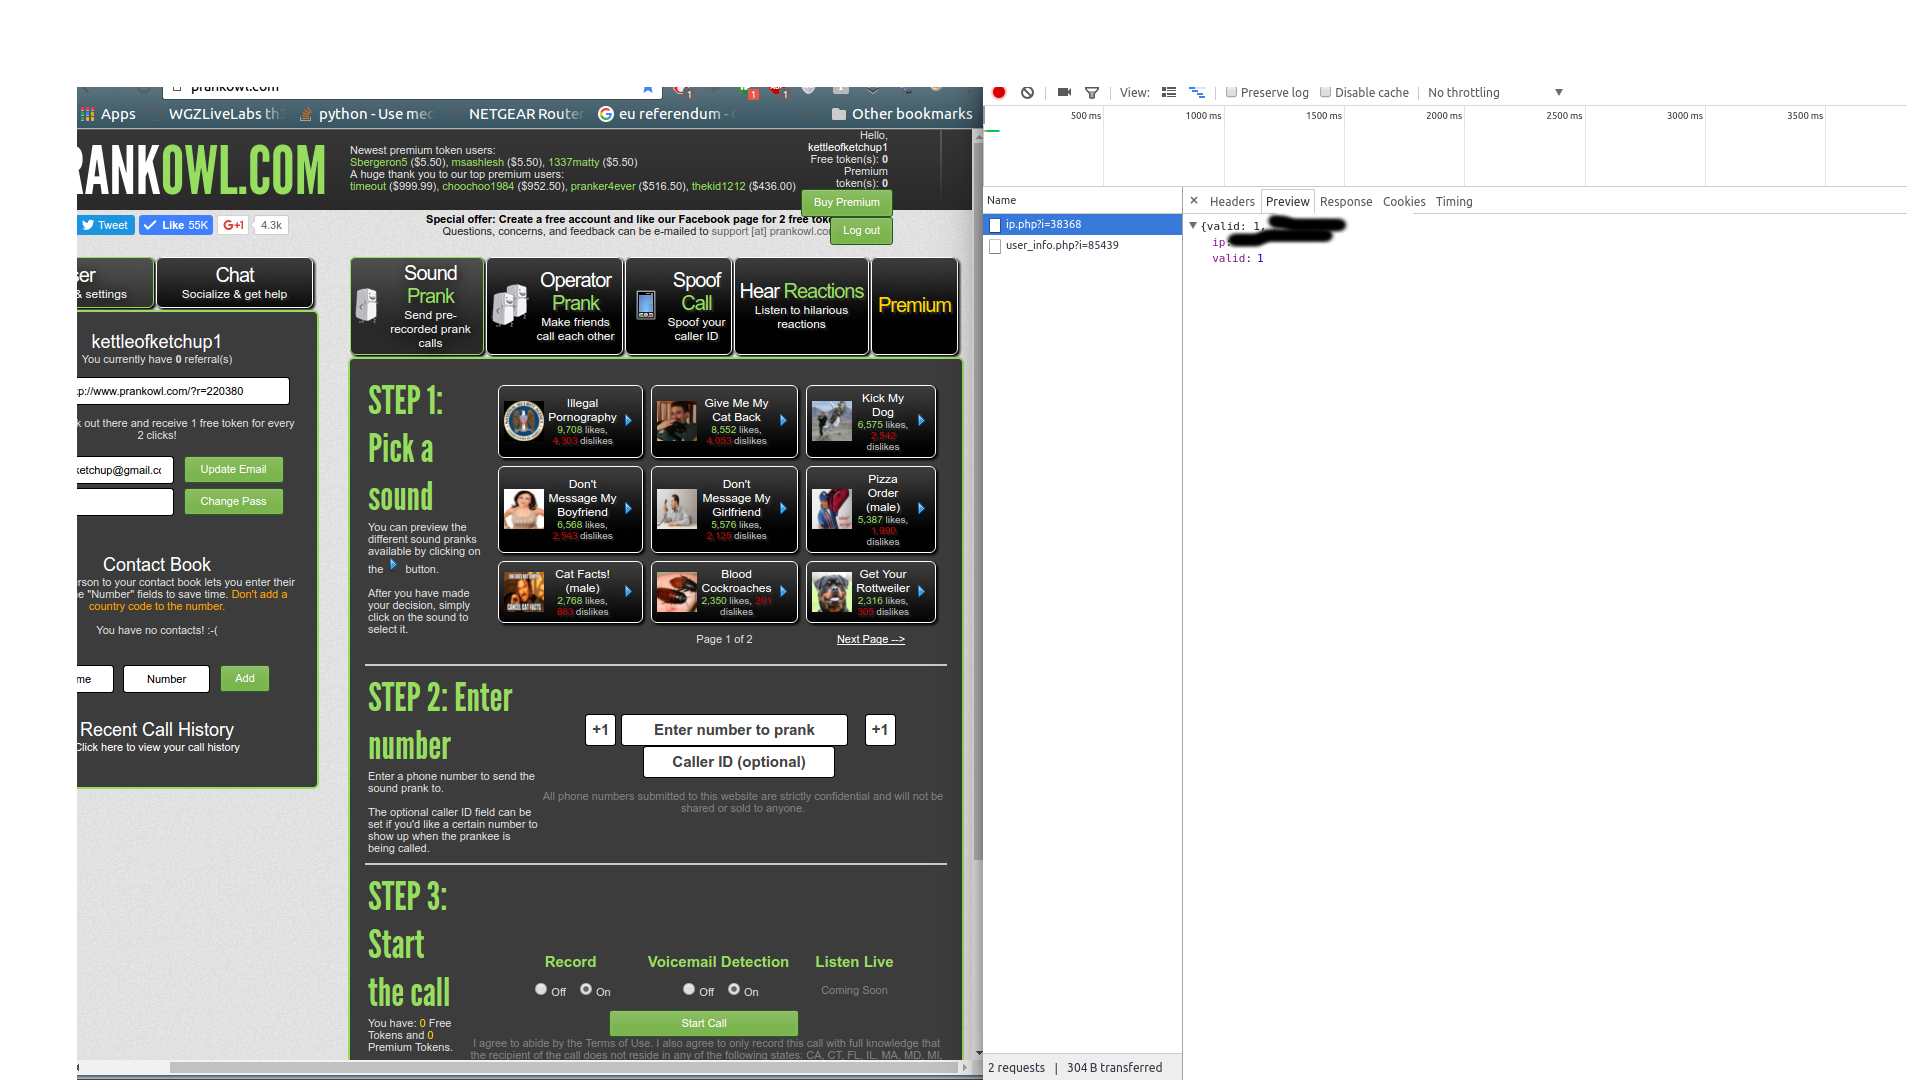 prankowl.com
Apps
WGZLiveLabs th
python - Use mec
NETGEAR Router
eu referendum -
Other bookmarks
RANKOWL.COM
Newest premium token users:
Sbergeron5 ($5.50), msashlesh ($5.50), 1337matty ($5.50)
A huge thank you to our top premium users:
timeout ($999.99), choochoo1984 ($952.50), pranker4ever ($516.50), thekid1212 ($436.00)
Hello,
kettleofketchup1
Free token(s): 0
Premium
token(s): 0
Buy Premium
Log out
Tweet
Like 55K
G+1
4.3k
Special offer: Create a free account and like our Facebook page for 2 free toke
Questions, concerns, and feedback can be e-mailed to support [at] prankowl.co
ser
& settings
Chat
Socialize & get help
Sound
Prank
Send pre-
recorded prank
calls
Operator
Prank
Make friends
call each other
Spoof
Call
Spoof your
caller ID
Hear Reactions
Listen to hilarious
reactions
Premium
kettleofketchup1
You currently have 0 referral(s)
tp://www.prankowl.com/?r=220380
k out there and receive 1 free token for every
2 clicks!
ketchup@gmail.cc
Update Email
Change Pass
Contact Book
rson to your contact book lets you enter their
e "Number" fields to save time. Don't add a
country code to the number.
You have no contacts! :-(
me
Number
Add
Recent Call History
Click here to view your call history
STEP 1:
Pick a
sound
You can preview the
different sound pranks
available by clicking on
the button.
After you have made
your decision, simply
click on the sound to
select it.
Illegal
Pornography
9,708 likes,
4,303 dislikes
Give Me My
Cat Back
8,552 likes,
4,053 dislikes
Kick My
Dog
6,575 likes,
2,542
dislikes
Don't
Message My
Boyfriend
6,568 likes,
2,543 dislikes
Don't
Message My
Girlfriend
5,576 likes,
2,125 dislikes
Pizza
Order
(male)
5,387 likes,
1,990
dislikes
Cat Facts!
(male)
2,768 likes,
863 dislikes
Blood
Cockroaches
2,350 likes, 291
dislikes
Get Your
Rottweiler
2,316 likes,
305 dislikes
Page 1 of 2
Next Page -->
STEP 2: Enter
number
Enter a phone number to send the
sound prank to.
The optional caller ID field can be
set if you'd like a certain number to
show up when the prankee is
being called.
+1
Enter number to prank
+1
Caller ID (optional)
All phone numbers submitted to this website are strictly confidential and will not be
shared or sold to anyone.
STEP 3:
Start
the call
You have: 0 Free
Tokens and 0
Premium Tokens.
Record
Off On
Voicemail Detection
Off On
Listen Live
Coming Soon
Start Call
I agree to abide by the Terms of Use. I also agree to only record this call with full knowledge that
the recipient of the call does not reside in any of the following states: CA, CT, FL, IL, MA, MD, MI,
View:
Preserve log
Disable cache
No throttling
500 ms
1000 ms
1500 ms
2000 ms
2500 ms
3000 ms
3500 ms
Name
ip.php?i=38368
user_info.php?i=85439
× Headers Preview Response Cookies Timing
{valid: 1,
ip:
valid: 1
2 requests | 304 B transferred